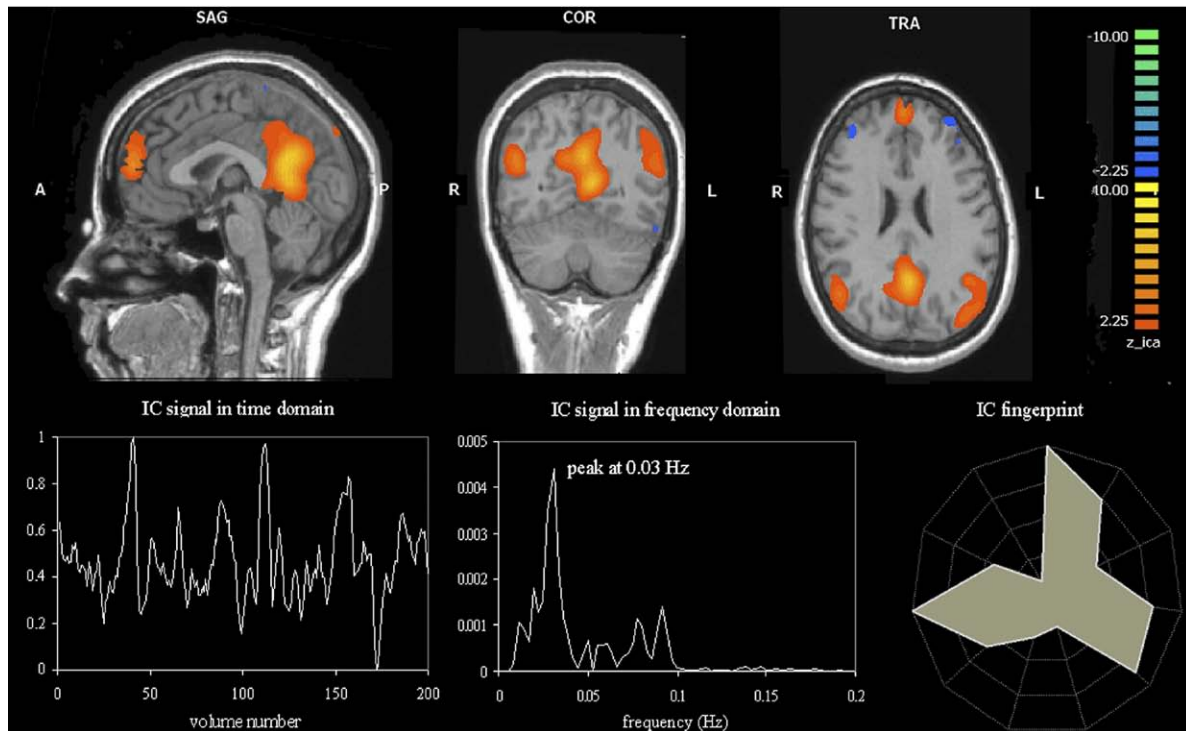 SAG
COR
TRA
A
P
R
L
R
L
-10.00
-2.25
10.00
2.25
z_ica
IC signal in time domain
1
0.8
0.6
0.4
0.2
0
0
50
100
150
200
volume number
IC signal in frequency domain
peak at 0.03 Hz
0.005
0.004
0.003
0.002
0.001
0
0
0.05
0.1
0.15
0.2
frequency (Hz)
IC fingerprint